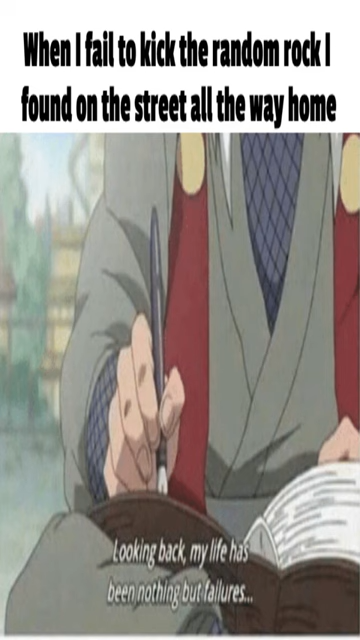 When I fail to kick the random rock I
found on the street all the way home
Looking back, my life has
been nothing but failures...